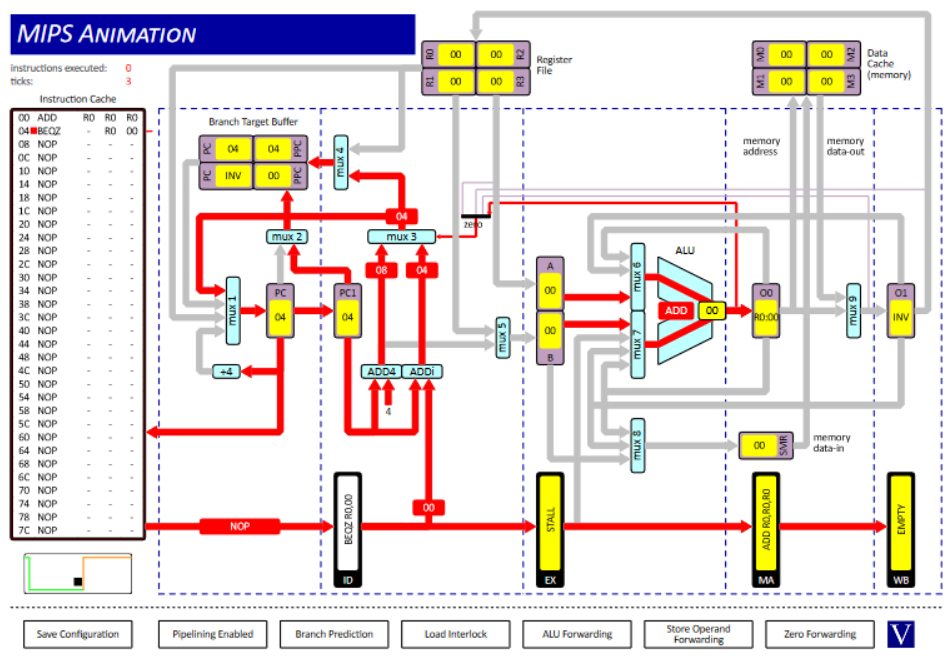 MIPS ANIMATION
instructions executed: 0
ticks: 3
Instruction Cache
00 ADD R0 R0 R0
04 BEQZ - R0 00
08 NOP - - -
0C NOP - - -
10 NOP - - -
14 NOP - - -
18 NOP - - -
1C NOP - - -
20 NOP - - -
24 NOP - - -
28 NOP - - -
2C NOP - - -
30 NOP - - -
34 NOP - - -
38 NOP - - -
3C NOP - - -
40 NOP - - -
44 NOP - - -
48 NOP - - -
4C NOP - - -
50 NOP - - -
54 NOP - - -
58 NOP - - -
5C NOP - - -
60 NOP - - -
64 NOP - - -
68 NOP - - -
6C NOP - - -
70 NOP - - -
74 NOP - - -
78 NOP - - -
7C NOP - - -
R0 00 00 R2
R1 00 00 R3
Register
File
M0 00 00 M2
M1 00 00 M3
Data
Cache
(memory)
Branch Target Buffer
PC 04 04 PPC
PC INV 00 PPC
mux 4
memory
address
memory
data-out
04
zero
mux 2
mux 3
08
04
mux 1
PC
04
PC1
04
+4
ADD4
ADDi
4
mux 5
A
00
00
B
mux 6
mux 7
ALU
ADD
00
O0
R0:00
mux 9
O1
INV
mux 8
00
SMR
memory
data-in
00
NOP
BEQZ R0,00
ID
STALL
EX
ADD R0,R0,R0
MA
EMPTY
WB
Save Configuration
Pipelining Enabled
Branch Prediction
Load Interlock
ALU Forwarding
Store Operand
Forwarding
Zero Forwarding
V